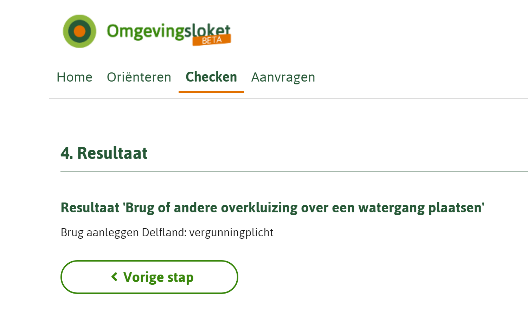 Omgevingsloket
BETA
Home Oriënteren Checken Aanvragen
4. Resultaat
Resultaat 'Brug of andere overkluizing over een watergang plaatsen'
Brug aanleggen Delfland: vergunningplicht
Vorige stap